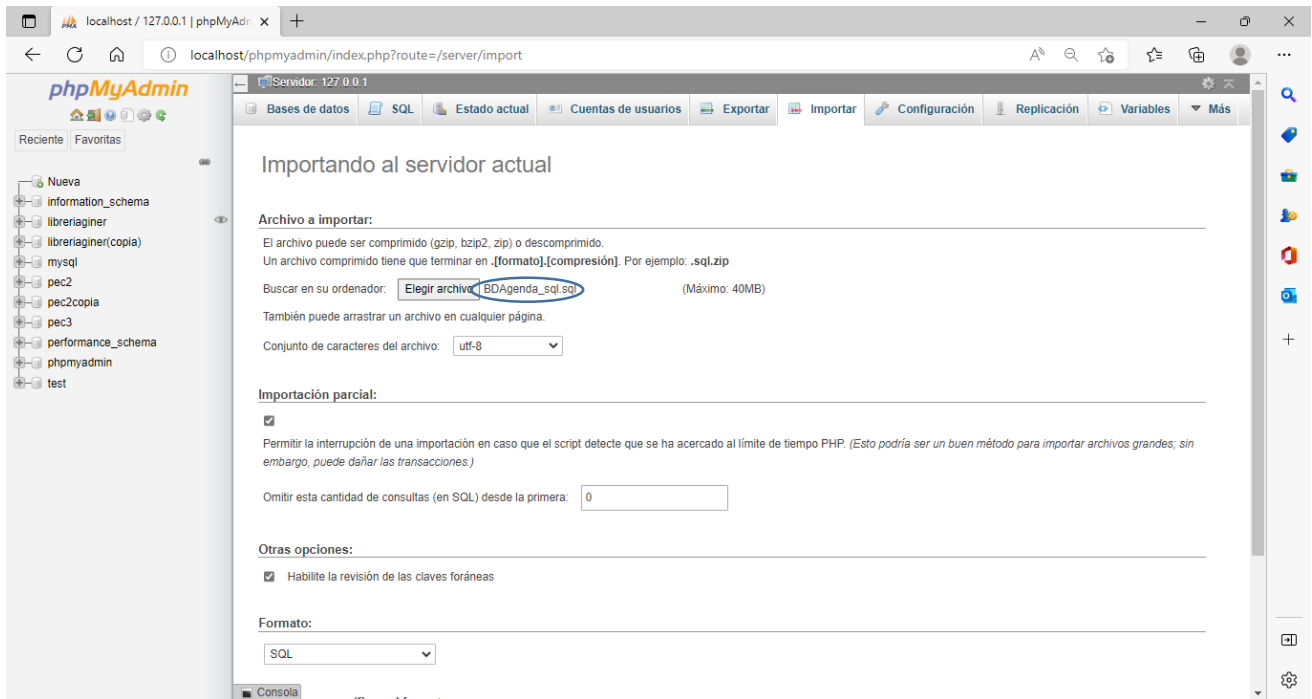 localhost / 127.0.0.1 | phpMyAdm
localhost/phpmyadmin/index.php?route=/server/import
phpMyAdmin
Reciente Favoritas
Nueva
information_schema
libreriaginer
libreriaginer(copia)
mysql
pec2
pec2copia
pec3
performance_schema
phpmyadmin
test
Servidor: 127.0.0.1
Bases de datos SQL Estado actual Cuentas de usuarios Exportar Importar Configuración Replicación Variables Más
Importando al servidor actual
Archivo a importar:
El archivo puede ser comprimido (gzip, bzip2, zip) o descomprimido.
Un archivo comprimido tiene que terminar en .[formato].[compresión]. Por ejemplo: .sql.zip
Buscar en su ordenador: Elegir archivo BDAgenda_sql.sql (Máximo: 40MB)
También puede arrastrar un archivo en cualquier página.
Conjunto de caracteres del archivo: utf-8
Importación parcial:
Permitir la interrupción de una importación en caso que el script detecte que se ha acercado al límite de tiempo PHP. (Esto podría ser un buen método para importar archivos grandes; sin
embargo, puede dañar las transacciones.)
Omitir esta cantidad de consultas (en SQL) desde la primera: 0
Otras opciones:
Habilite la revisión de las claves foráneas
Formato:
SQL
Consola